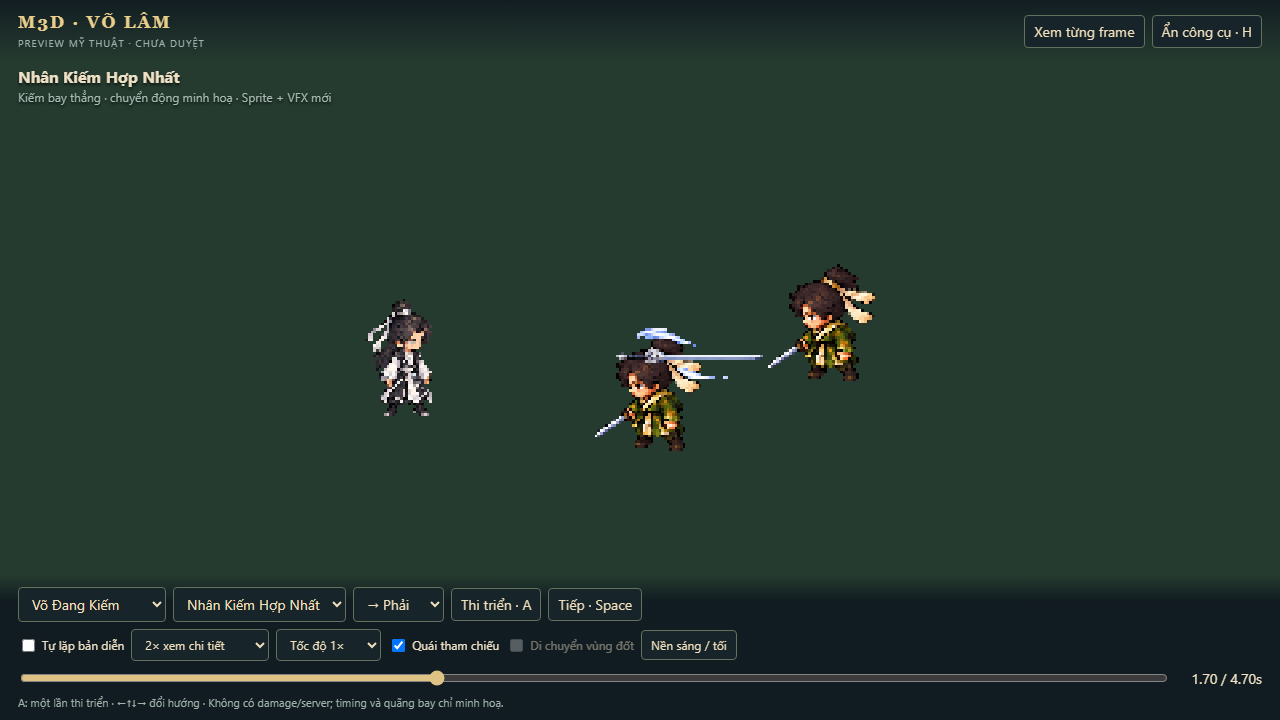 M3D · VÕ LÂM
PREVIEW MỸ THUẬT · CHƯA DUYỆT
Xem từng frame
Ẩn công cụ · H
Nhân Kiếm Hợp Nhất
Kiếm bay thẳng · chuyển động minh hoạ · Sprite + VFX mới
Võ Đang Kiếm
Nhân Kiếm Hợp Nhất
→ Phải
Thi triển · A
Tiếp · Space
Tự lặp bản diễn
2× xem chi tiết
Tốc độ 1×
Quái tham chiếu
Di chuyển vùng đốt
Nền sáng / tối
1.70 / 4.70s
A: một lần thi triển · ←↑↓→ đổi hướng · Không có damage/server; timing và quãng bay chỉ minh hoạ.